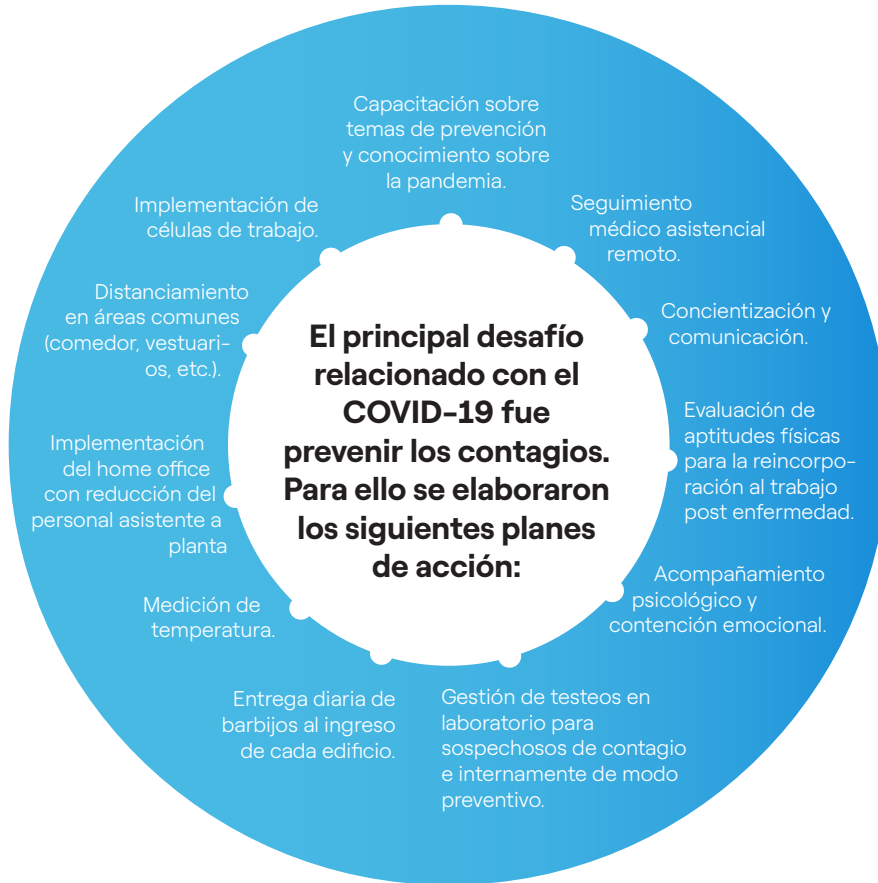 El principal desafío
relacionado con el
COVID-19 fue
prevenir los contagios.
Para ello se elaboraron
los siguientes planes
de acción:
Capacitación sobre
temas de prevención
y conocimiento sobre
la pandemia.
Seguimiento
médico asistencial
remoto.
Concientización y
comunicación.
Evaluación de
aptitudes físicas
para la reincorpo-
ración al trabajo
post enfermedad.
Acompañamiento
psicológico y
contención emocional.
Gestión de testeos en
laboratorio para
sospechosos de contagio
e internamente de modo
preventivo.
Entrega diaria de
barbijos al ingreso
de cada edificio.
Medición de
temperatura.
Implementación
del home office
con reducción del
personal asistente a
planta
Distanciamiento
en áreas comunes
(comedor, vestuari-
os, etc.).
Implementación de
células de trabajo.